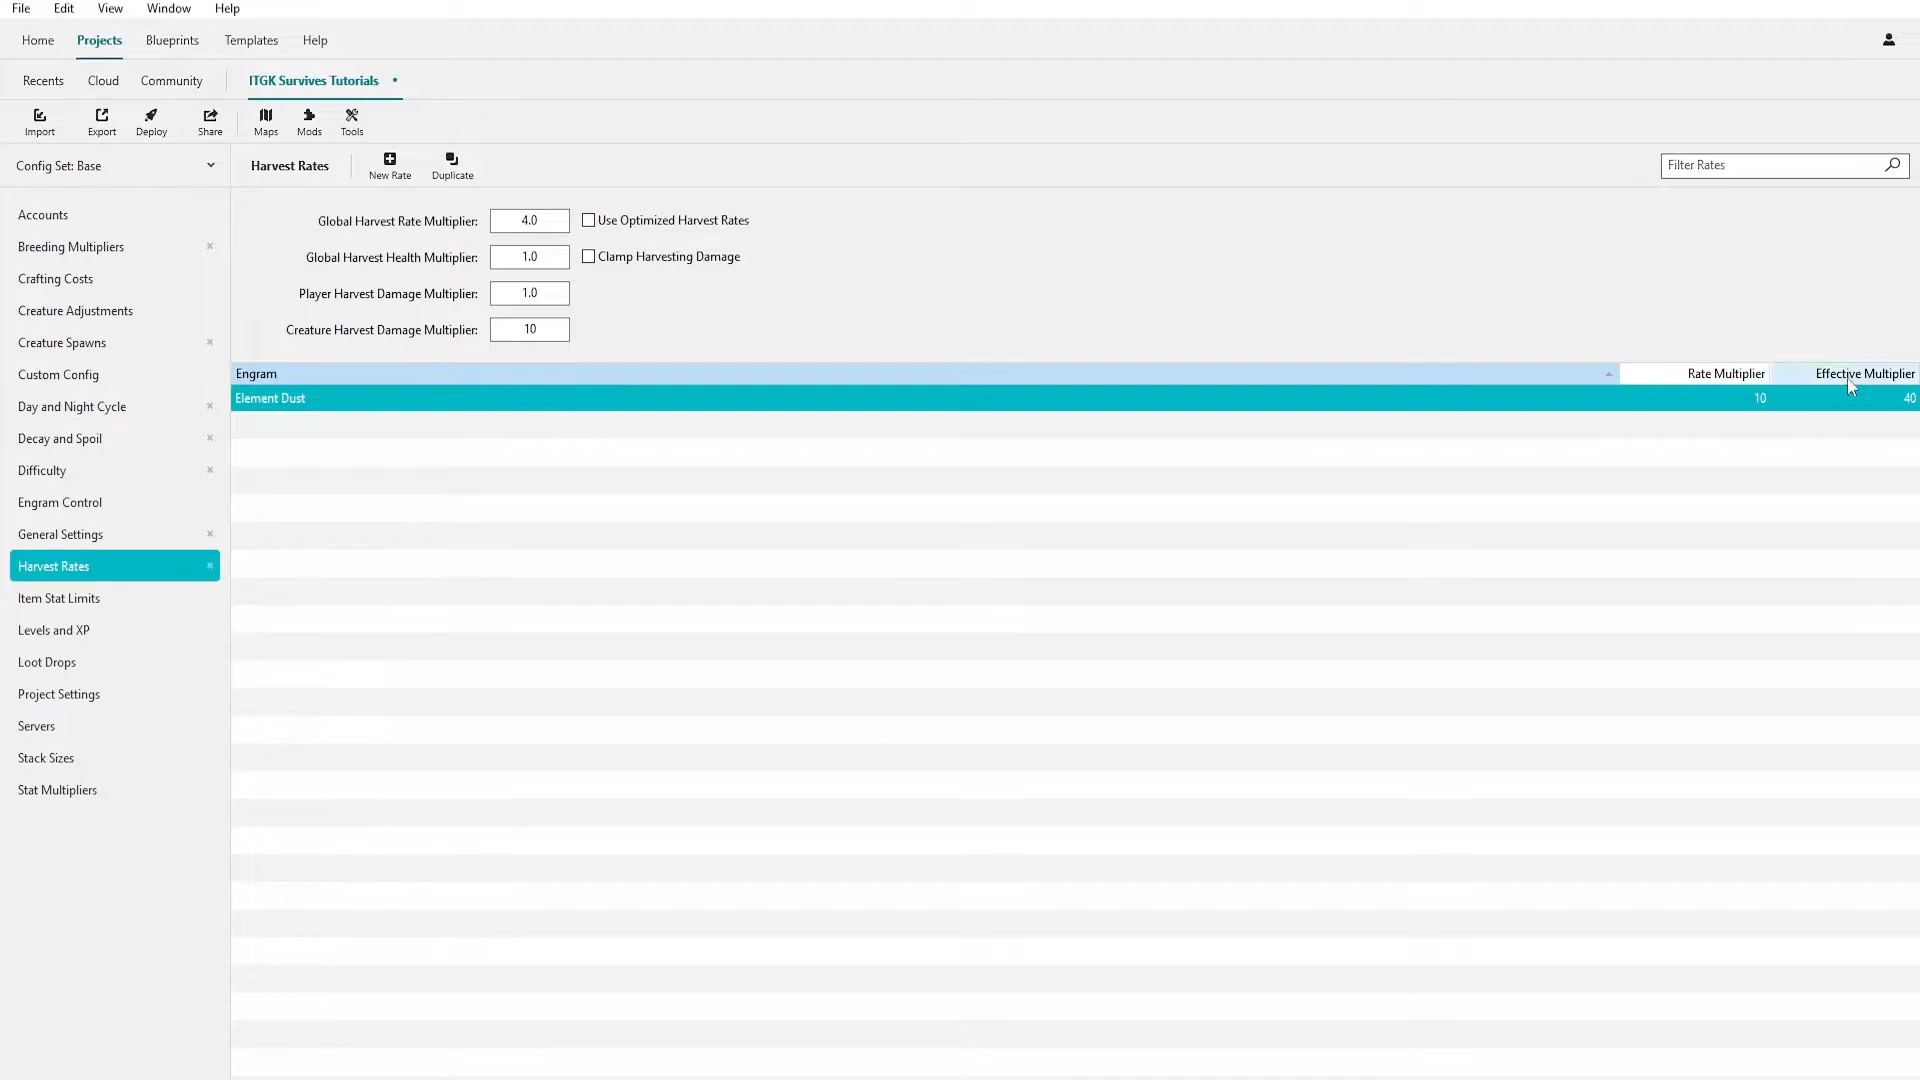 File Edit View Window Help
Home Projects Blueprints Templates Help
Recents Cloud Community ITGK Survives Tutorials •
Import Export Deploy Share Maps Mods Tools
Config Set: Base Harvest Rates New Rate Duplicate Filter Rates
Accounts
Breeding Multipliers
Crafting Costs
Creature Adjustments
Creature Spawns
Custom Config
Day and Night Cycle
Decay and Spoil
Difficulty
Engram Control
General Settings
Harvest Rates
Item Stat Limits
Levels and XP
Loot Drops
Project Settings
Servers
Stack Sizes
Stat Multipliers
Global Harvest Rate Multiplier: 4.0 Use Optimized Harvest Rates
Global Harvest Health Multiplier: 1.0 Clamp Harvesting Damage
Player Harvest Damage Multiplier: 1.0
Creature Harvest Damage Multiplier: 10
Engram Rate Multiplier Effective Multiplier
Element Dust 10 40